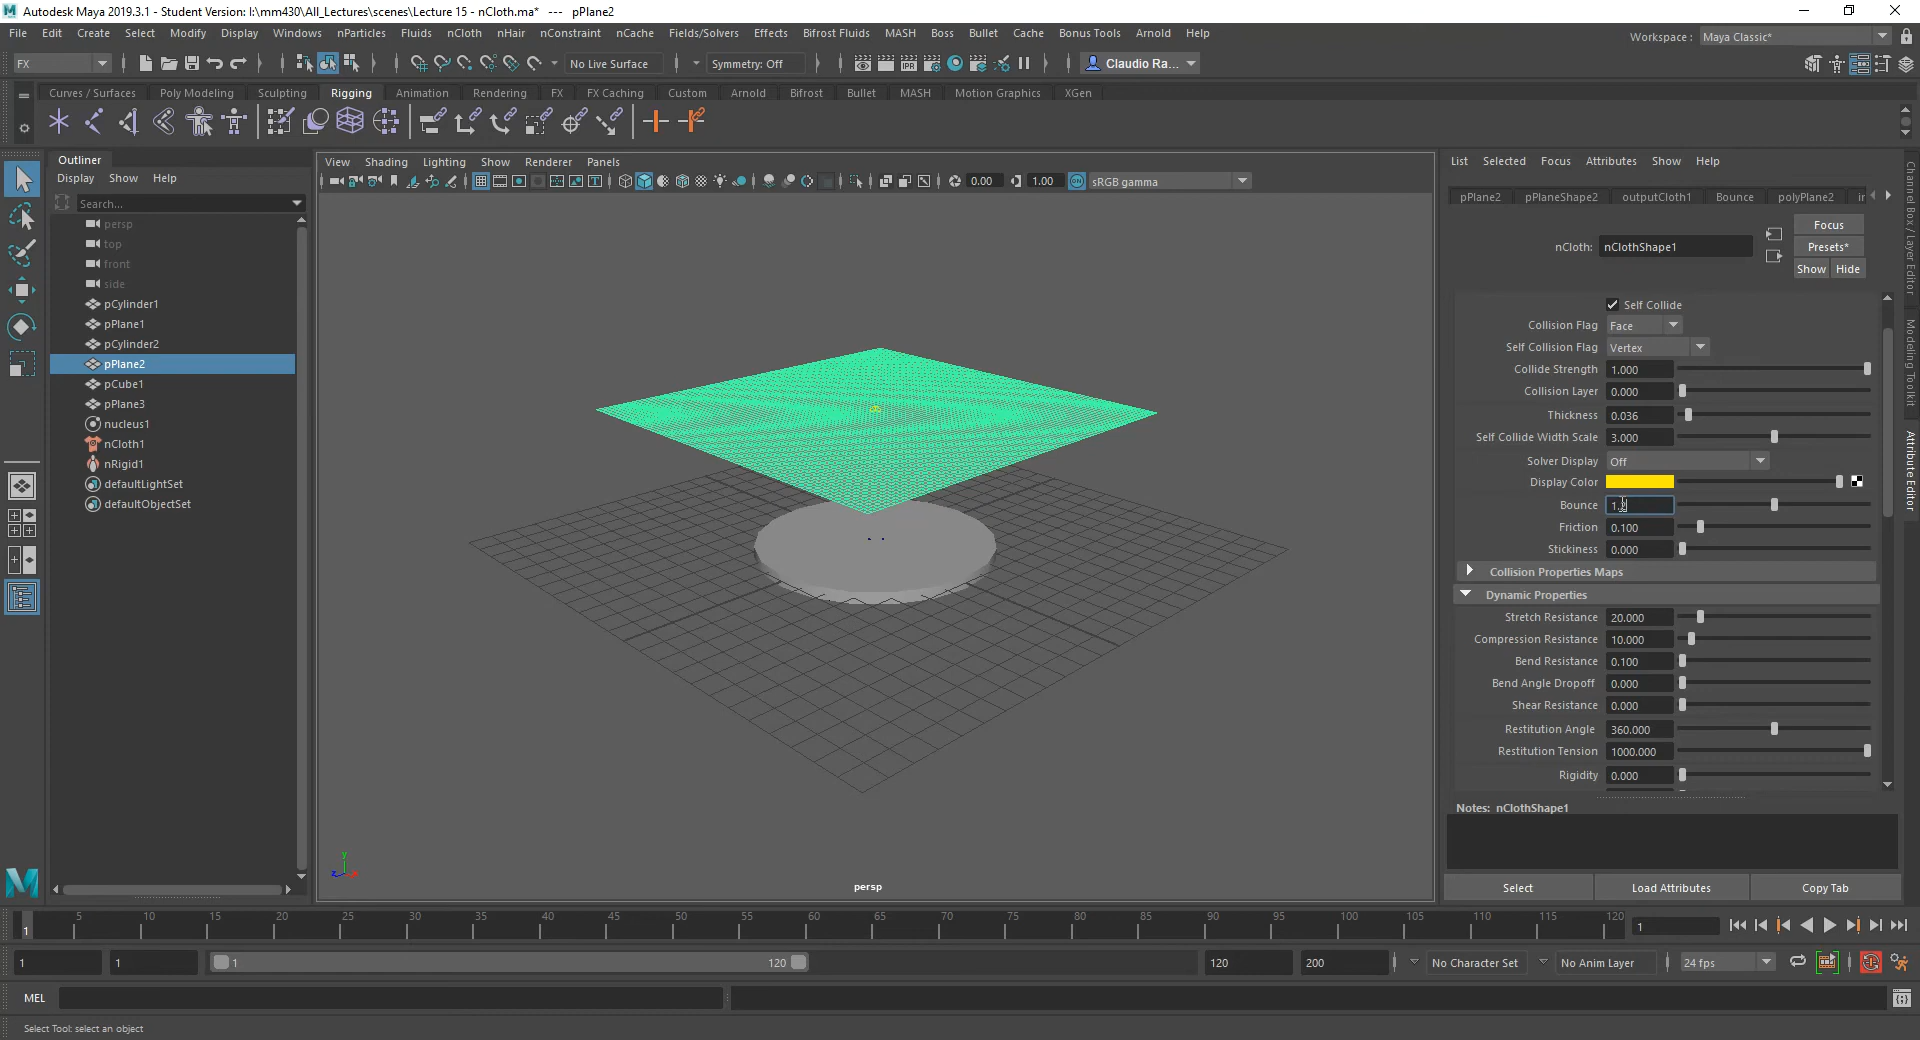 Autodesk Maya 2019.3.1 - Student Version: I:\mm430\All_Lectures\scenes\Lecture 15 - nCloth.ma* --- pPlane2
File Edit Create Select Modify Display Windows nParticles Fluids nCloth nHair nConstraint nCache Fields/Solvers Effects Bifrost Fluids MASH Boss Bullet Cache Bonus Tools Arnold Help
Workspace : Maya Classic*
FX No Live Surface Symmetry: Off IPR Claudio Ra...
Curves / Surfaces Poly Modeling Sculpting Rigging Animation Rendering FX FX Caching Custom Arnold Bifrost Bullet MASH Motion Graphics XGen
Outliner
Display Show Help
Search...
persp
top
front
side
pCylinder1
pPlane1
pCylinder2
pPlane2
pCube1
pPlane3
nucleus1
nCloth1
nRigid1
defaultLightSet
defaultObjectSet
View Shading Lighting Show Renderer Panels
0.00 1.00 ON sRGB gamma
y
z
x
persp
List Selected Focus Attributes Show Help
pPlane2 pPlaneShape2 outputCloth1 Bounce polyPlane2
Focus
nCloth: nClothShape1 Presets*
Show Hide
Self Collide
Collision Flag Face
Self Collision Flag Vertex
Collide Strength 1.000
Collision Layer 0.000
Thickness 0.036
Self Collide Width Scale 3.000
Solver Display Off
Display Color
Bounce
Friction 0.100
Stickiness 0.000
Collision Properties Maps
Dynamic Properties
Stretch Resistance 20.000
Compression Resistance 10.000
Bend Resistance 0.100
Bend Angle Dropoff 0.000
Shear Resistance 0.000
Restitution Angle 360.000
Restitution Tension 1000.000
Rigidity 0.000
Notes: nClothShape1
Select Load Attributes Copy Tab
Channel Box / Layer Editor
Modeling Toolkit
Attribute Editor
5 10 15 20 25 30 35 40 45 50 55 60 65 70 75 80 85 90 95 100 105 110 115 120
1 1
1 1 1 120 120 200 No Character Set No Anim Layer 24 fps
MEL
Select Tool: select an object